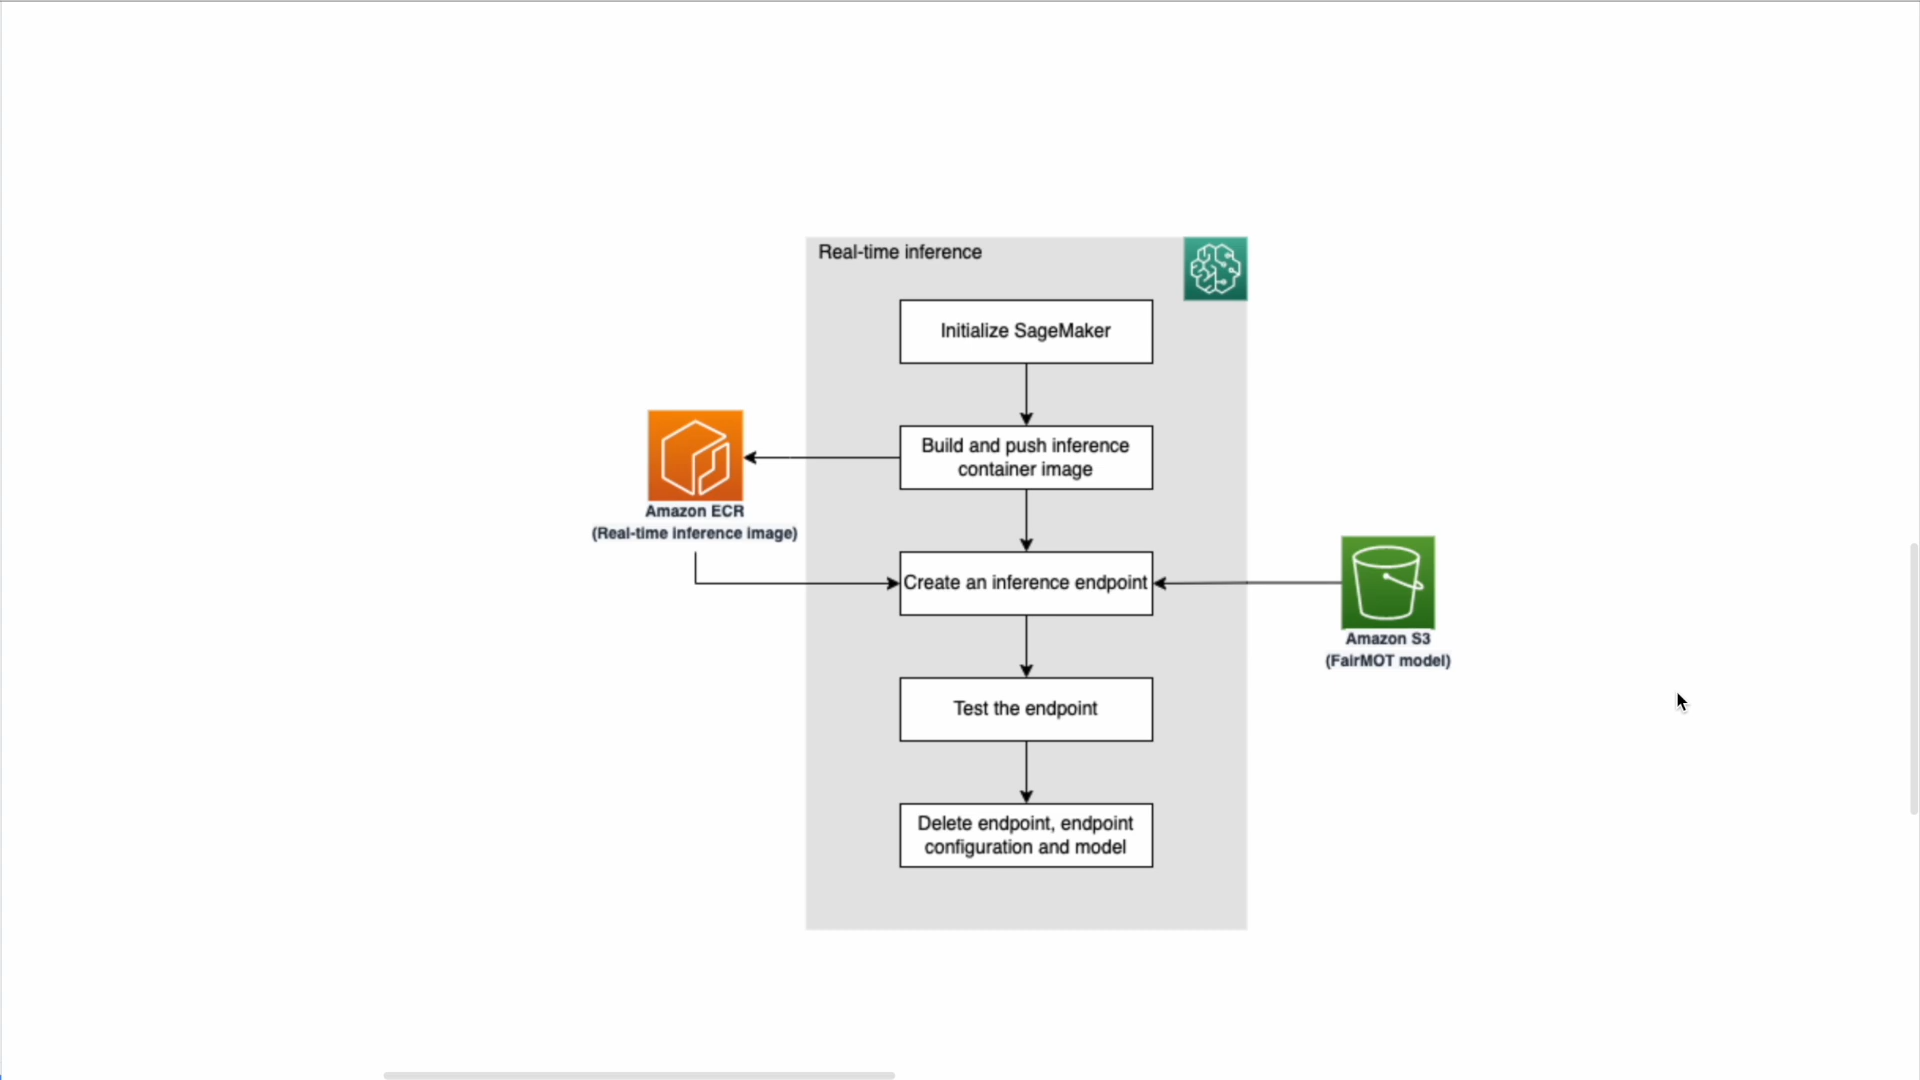 Real-time inference
Initialize SageMaker
Build and push inference
container image
Amazon ECR
(Real-time inference image)
Create an inference endpoint
Amazon S3
(FairMOT model)
Test the endpoint
Delete endpoint, endpoint
configuration and model